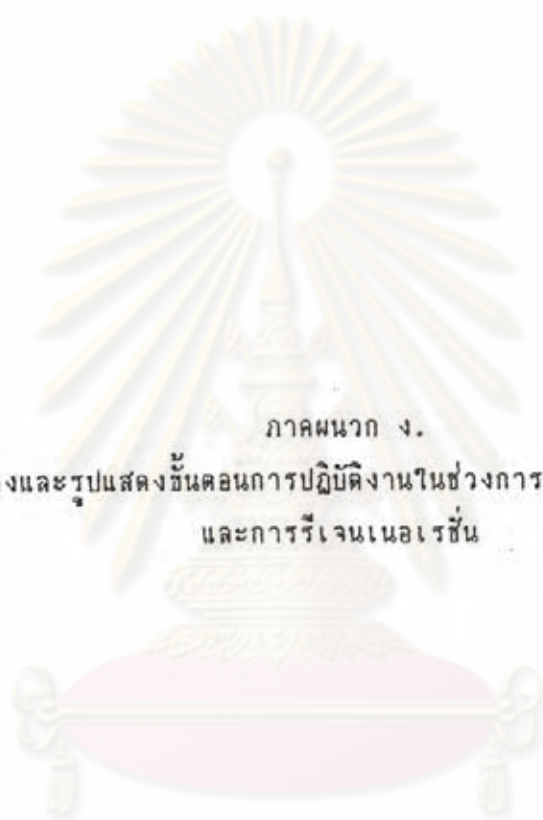 ภาคผนวก ง.
งและรูปแสดงขั้นตอนการปฏิบัติงานในช่วงการ
และการรีเจนเนอเรชั่น